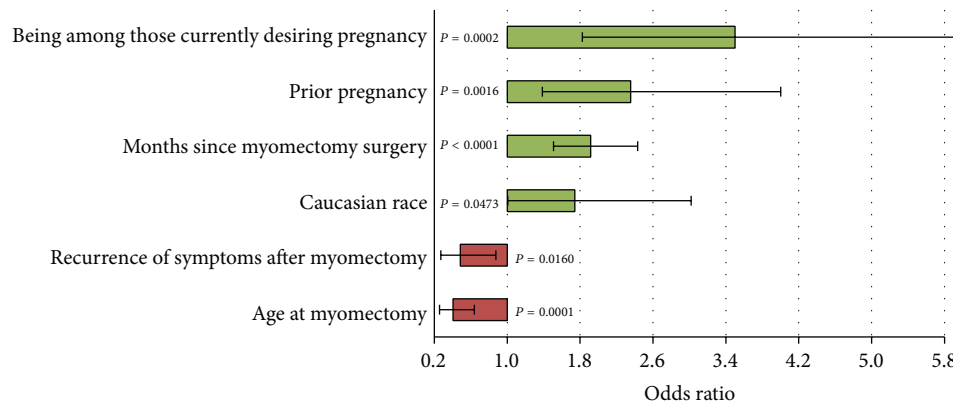 Being among those currently desiring pregnancy P = 0.0002
Prior pregnancy P = 0.0016
Months since myomectomy surgery P < 0.0001
Caucasian race P = 0.0473
Recurrence of symptoms after myomectomy P = 0.0160
Age at myomectomy P = 0.0001
0.2 1.0 1.8 2.6 3.4 4.2 5.0 5.8
Odds ratio